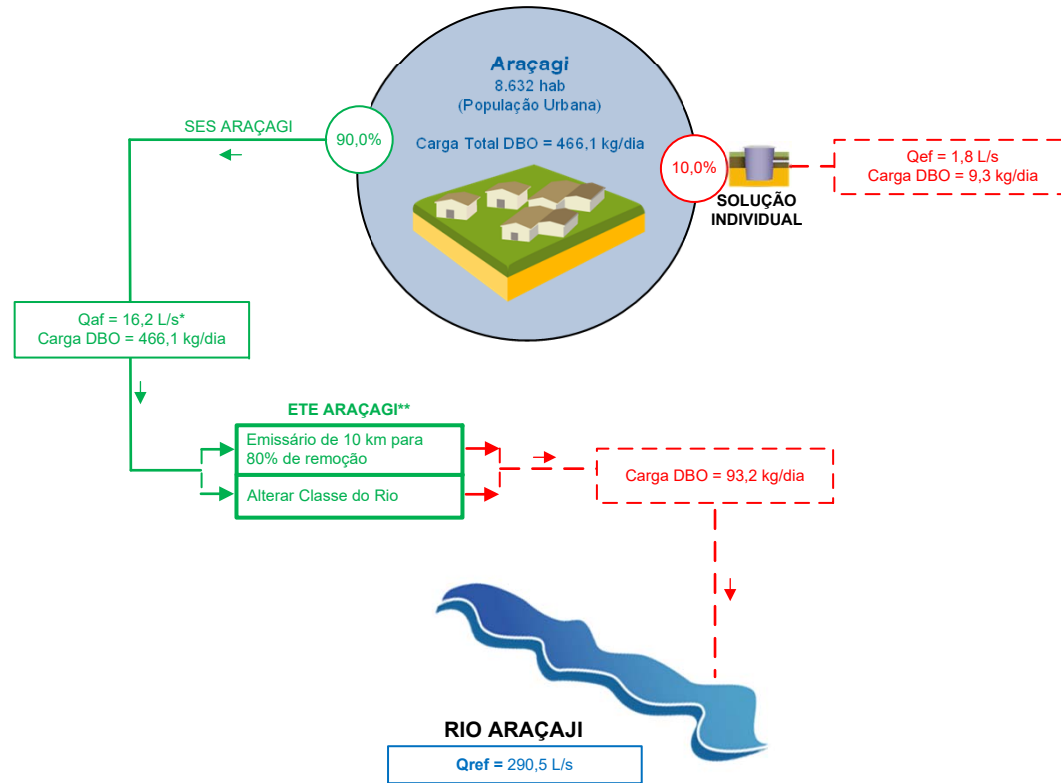 Araçagi
8.632 hab
(População Urbana)
Carga Total DBO = 466,1 kg/dia
SES ARAÇAGI
90,0%
10,0%
SOLUÇÃO
INDIVIDUAL
Qef = 1,8 L/s
Carga DBO = 9,3 kg/dia
Qaf = 16,2 L/s*
Carga DBO = 466,1 kg/dia
ETE ARAÇAGI**
Emissário de 10 km para
80% de remoção
Alterar Classe do Rio
Carga DBO = 93,2 kg/dia
RIO ARAÇAJI
Qref = 290,5 L/s